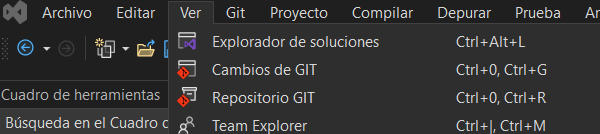 Archivo Editar Ver Git Proyecto Compilar Depurar Prueba
Explorador de soluciones Ctrl+Alt+L
Cambios de GIT Ctrl+0, Ctrl+G
Cuadro de herramientas Repositorio GIT Ctrl+0, Ctrl+R
Búsqueda en el Cuadro Team Explorer Ctrl+|, Ctrl+M